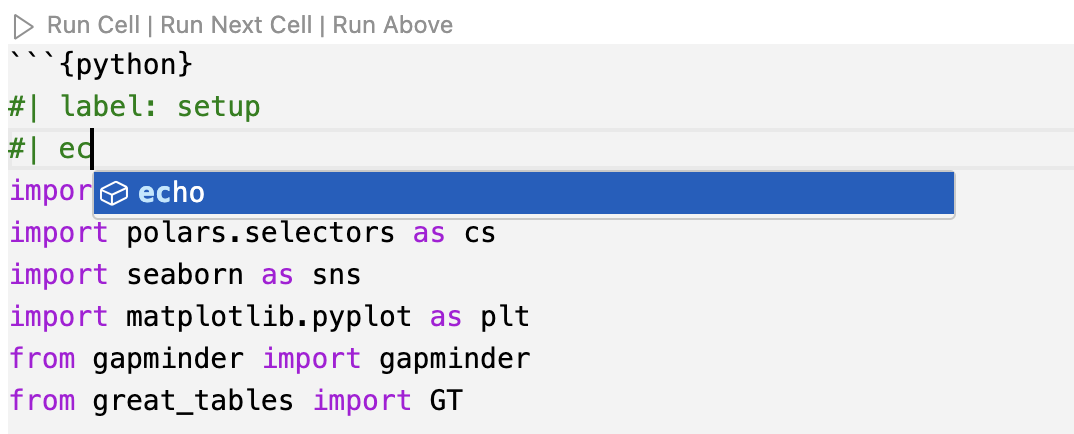 Run Cell | Run Next Cell | Run Above
```{python}
#| label: setup
#| ec
impor
echo
import polars.selectors as cs
import seaborn as sns
import matplotlib.pyplot as plt
from gapminder import gapminder
from great_tables import GT